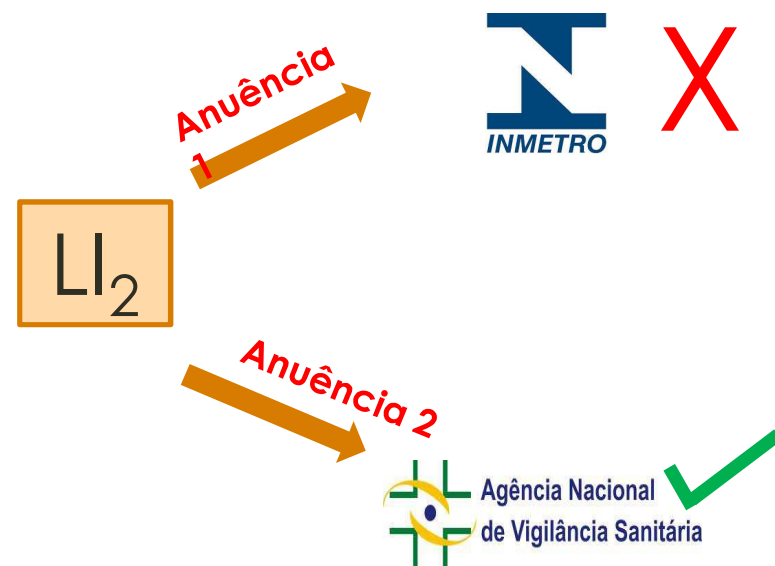 Anuência
1
INMETRO
X
LI₂
Anuência 2
Agência Nacional
de Vigilância Sanitária